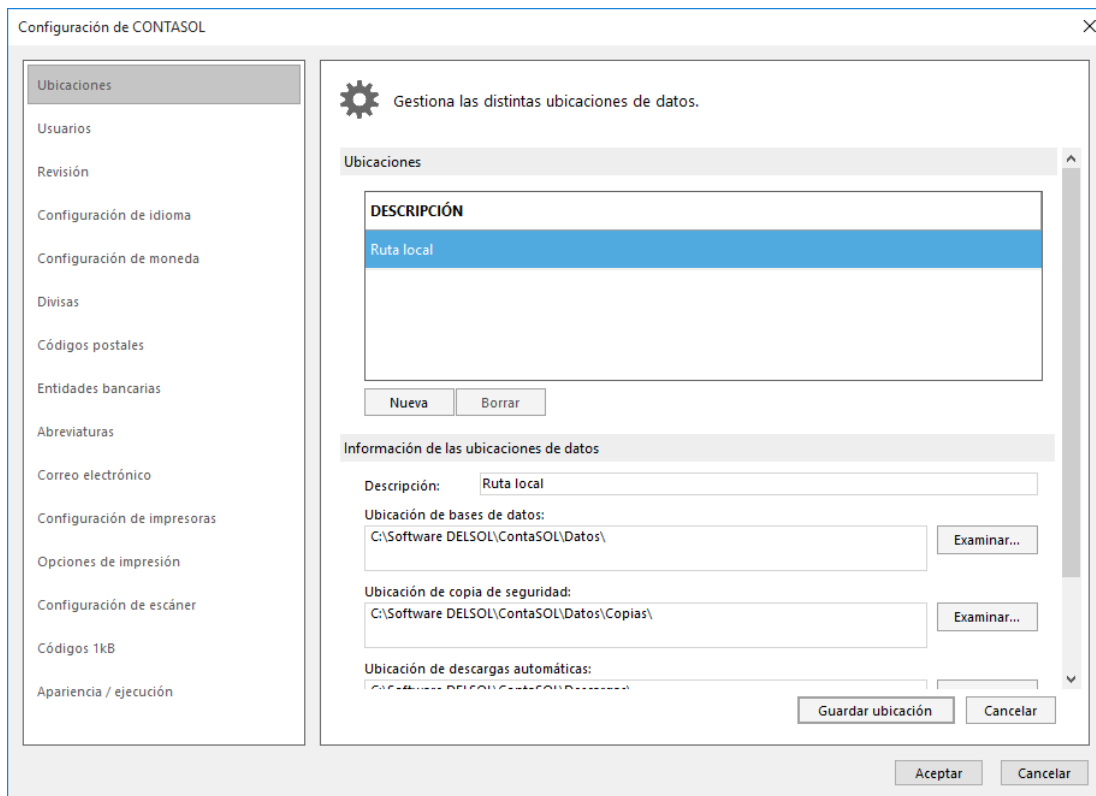 Configuración de CONTASOL
Ubicaciones
Usuarios
Revisión
Configuración de idioma
Configuración de moneda
Divisas
Códigos postales
Entidades bancarias
Abreviaturas
Correo electrónico
Configuración de impresoras
Opciones de impresión
Configuración de escáner
Códigos 1kB
Apariencia / ejecución
Gestiona las distintas ubicaciones de datos.
Ubicaciones
DESCRIPCIÓN
Ruta local
Nueva Borrar
Información de las ubicaciones de datos
Descripción: Ruta local
Ubicación de bases de datos:
C:\Software DELSOL\ContaSOL\Datos\ Examinar...
Ubicación de copia de seguridad:
C:\Software DELSOL\ContaSOL\Datos\Copias\ Examinar...
Ubicación de descargas automáticas:
C:\Software DELSOL\ContaSOL\Descargas\
Guardar ubicación Cancelar
Aceptar Cancelar